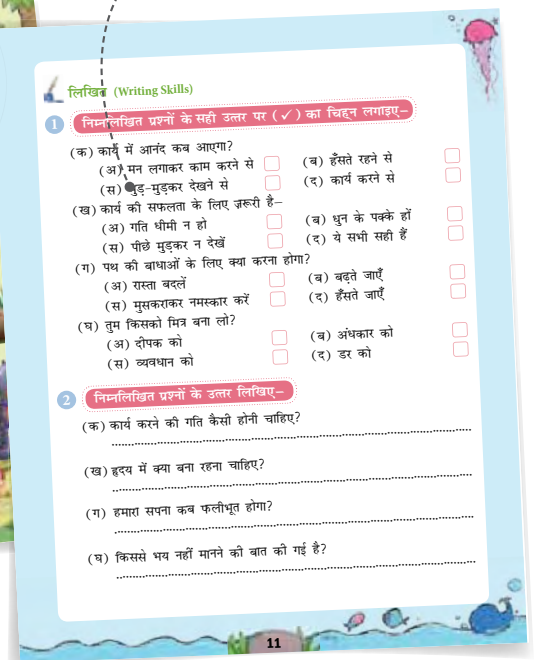 लिखित (Writing Skills)
1 निम्नलिखित प्रश्नों के सही उत्तर पर (✓) का चिह्न लगाइए–
(क) कार्य में आनंद कब आएगा?
(अ) मन लगाकर काम करने से (ब) हँसते रहने से
(स) मुड़-मुड़कर देखने से (द) कार्य करने से
(ख) कार्य की सफलता के लिए ज़रूरी है–
(अ) गति धीमी न हो (ब) धुन के पक्के हों
(स) पीछे मुड़कर न देखें (द) ये सभी सही हैं
(ग) पथ की बाधाओं के लिए क्या करना होगा?
(अ) रास्ता बदलें (ब) बढ़ते जाएँ
(स) मुसकराकर नमस्कार करें (द) हँसते जाएँ
(घ) तुम किसको मित्र बना लो?
(अ) दीपक को (ब) अंधकार को
(स) व्यवधान को (द) डर को
2 निम्नलिखित प्रश्नों के उत्तर लिखिए–
(क) कार्य करने की गति कैसी होनी चाहिए?
(ख) हृदय में क्या बना रहना चाहिए?
(ग) हमारा सपना कब फलीभूत होगा?
(घ) किससे भय नहीं मानने की बात की गई है?
11